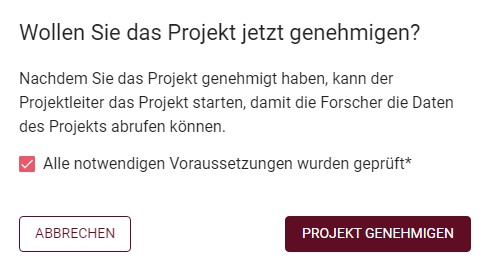 Wollen Sie das Projekt jetzt genehmigen?
Nachdem Sie das Projekt genehmigt haben, kann der
Projektleiter das Projekt starten, damit die Forscher die Daten
des Projekts abrufen können.
Alle notwendigen Voraussetzungen wurden geprüft*
ABBRECHEN
PROJEKT GENEHMIGEN